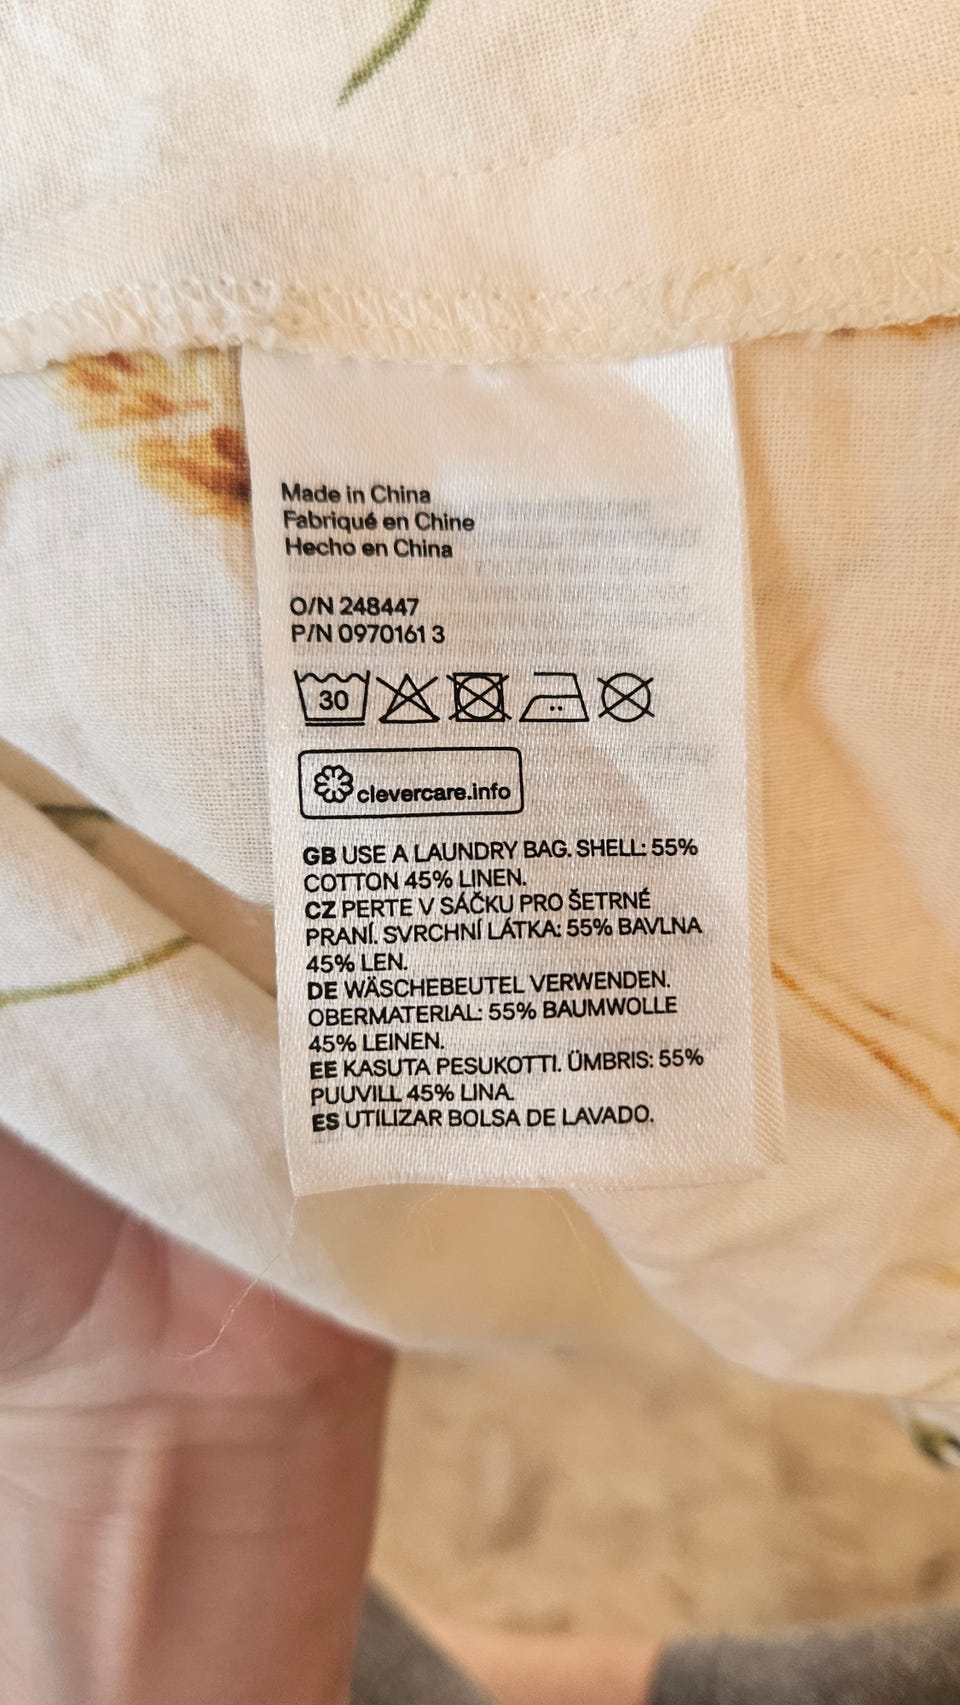 Made in China
Fabriqué en Chine
Hecho en China
O/N 248447
P/N 0970161 3
30
clevercare.info
GB USE A LAUNDRY BAG. SHELL: 55%
COTTON 45% LINEN.
CZ PERTE V SÁČKU PRO ŠETRNÉ
PRANÍ. SVRCHNÍ LÁTKA: 55% BAVLNA
45% LEN.
DE WÄSCHEBEUTEL VERWENDEN.
OBERMATERIAL: 55% BAUMWOLLE
45% LEINEN.
EE KASUTA PESUKOTTI. ÜMBRIS: 55%
PUUVILL 45% LINA.
ES UTILIZAR BOLSA DE LAVADO.